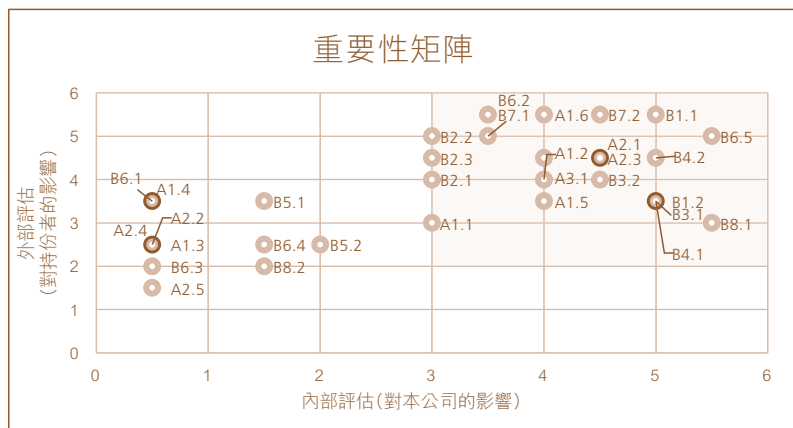 重要性矩陣
外部評估
(對持份者的影響)
6
5
4
3
2
1
0
B6.2
B7.1
A1.6
B7.2
B1.1
B2.2
A2.1
B6.5
B2.3
A1.2
A2.3
B4.2
B6.1
A1.4
B2.1
A3.1
B3.2
B5.1
A1.5
B1.2
A2.2
B3.1
A2.4
A1.1
B8.1
A1.3
B6.4
B5.2
B4.1
B6.3
B8.2
A2.5
0 1 2 3 4 5 6
內部評估(對本公司的影響)